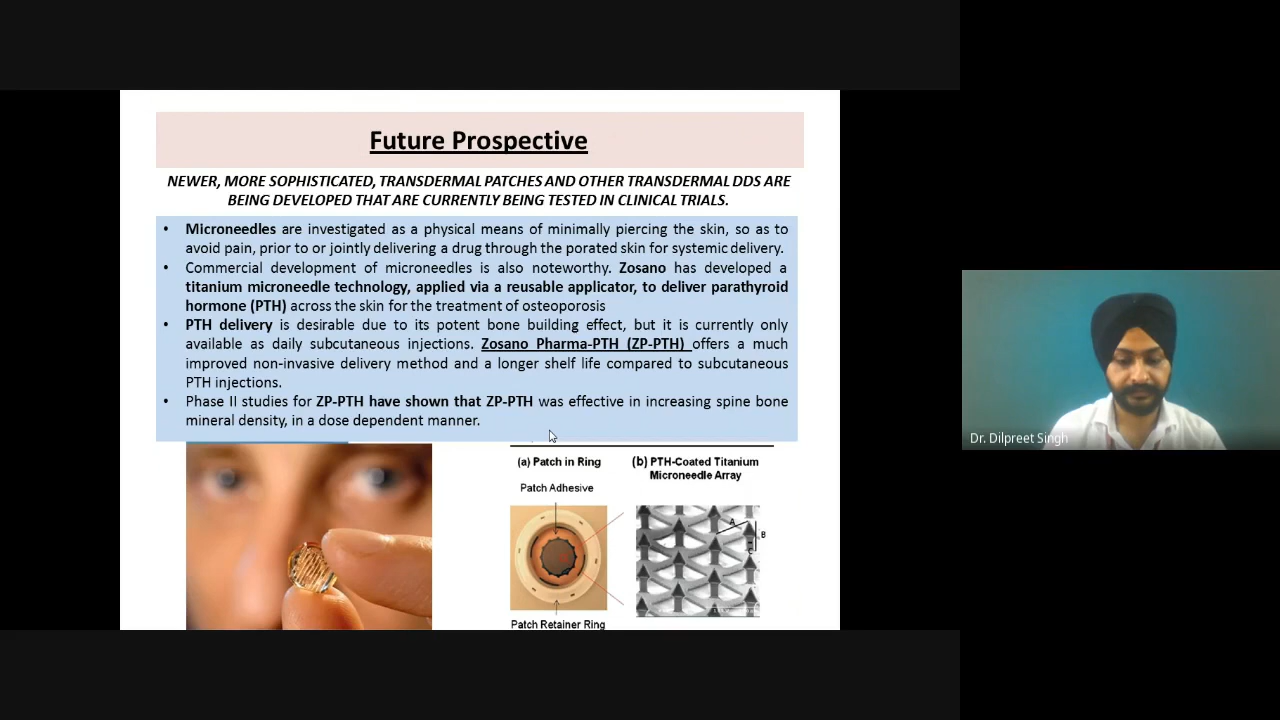 Future Prospective
NEWER, MORE SOPHISTICATED, TRANSDERMAL PATCHES AND OTHER TRANSDERMAL DDS ARE
BEING DEVELOPED THAT ARE CURRENTLY BEING TESTED IN CLINICAL TRIALS.
• Microneedles are investigated as a physical means of minimally piercing the skin, so as to
avoid pain, prior to or jointly delivering a drug through the porated skin for systemic delivery.
• Commercial development of microneedles is also noteworthy. Zosano has developed a
titanium microneedle technology, applied via a reusable applicator, to deliver parathyroid
hormone (PTH) across the skin for the treatment of osteoporosis
• PTH delivery is desirable due to its potent bone building effect, but it is currently only
available as daily subcutaneous injections. Zosano Pharma-PTH (ZP-PTH) offers a much
improved non-invasive delivery method and a longer shelf life compared to subcutaneous
PTH injections.
• Phase II studies for ZP-PTH have shown that ZP-PTH was effective in increasing spine bone
mineral density, in a dose dependent manner.
(a) Patch in Ring
Patch Adhesive
Patch Retainer Ring
(b) PTH-Coated Titanium
Microneedle Array
A
B
C
Dr. Dilpreet Singh